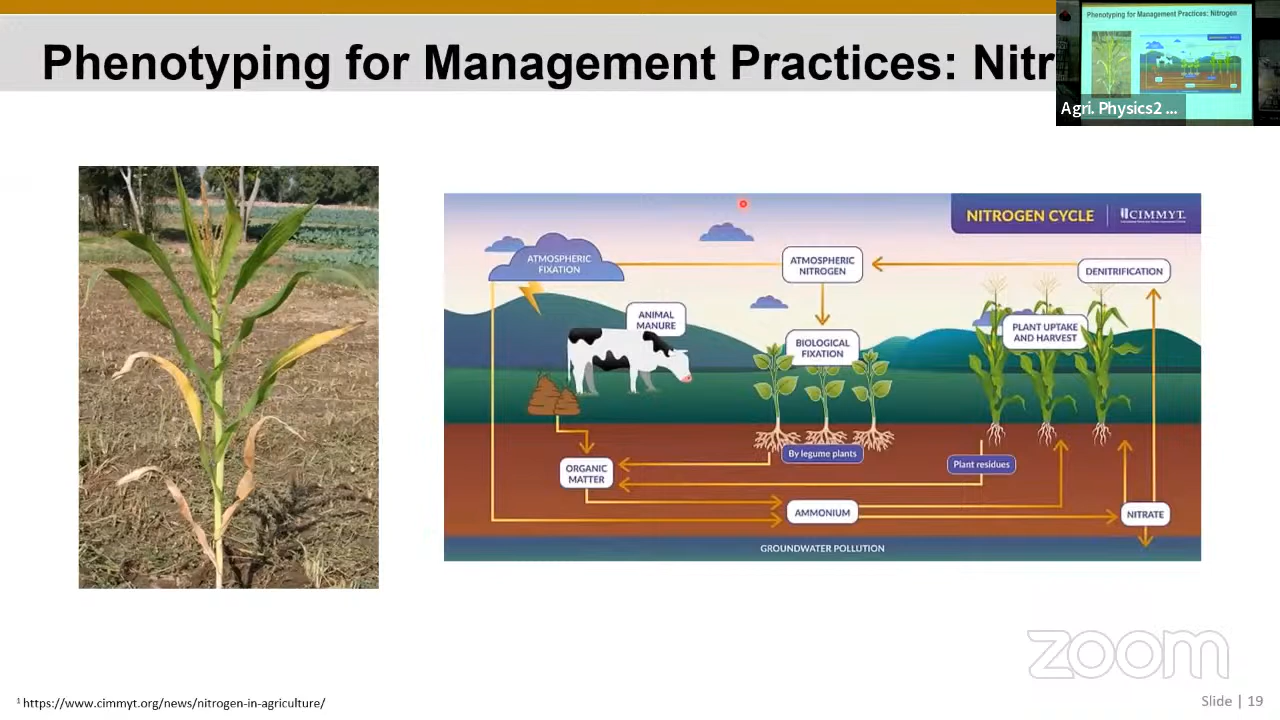 Phenotyping for Management Practices: Nitr
Phenotyping for Management Practices: Nitrogen
Agri. Physics2 ...
NITROGEN CYCLE
CIMMYT.
ATMOSPHERIC
FIXATION
ATMOSPHERIC
NITROGEN
DENITRIFICATION
ANIMAL
MANURE
PLANT UPTAKE
AND HARVEST
BIOLOGICAL
FIXATION
By legume plants
Plant residues
ORGANIC
MATTER
AMMONIUM
NITRATE
GROUNDWATER POLLUTION
zoom
1 https://www.cimmyt.org/news/nitrogen-in-agriculture/
Slide | 19